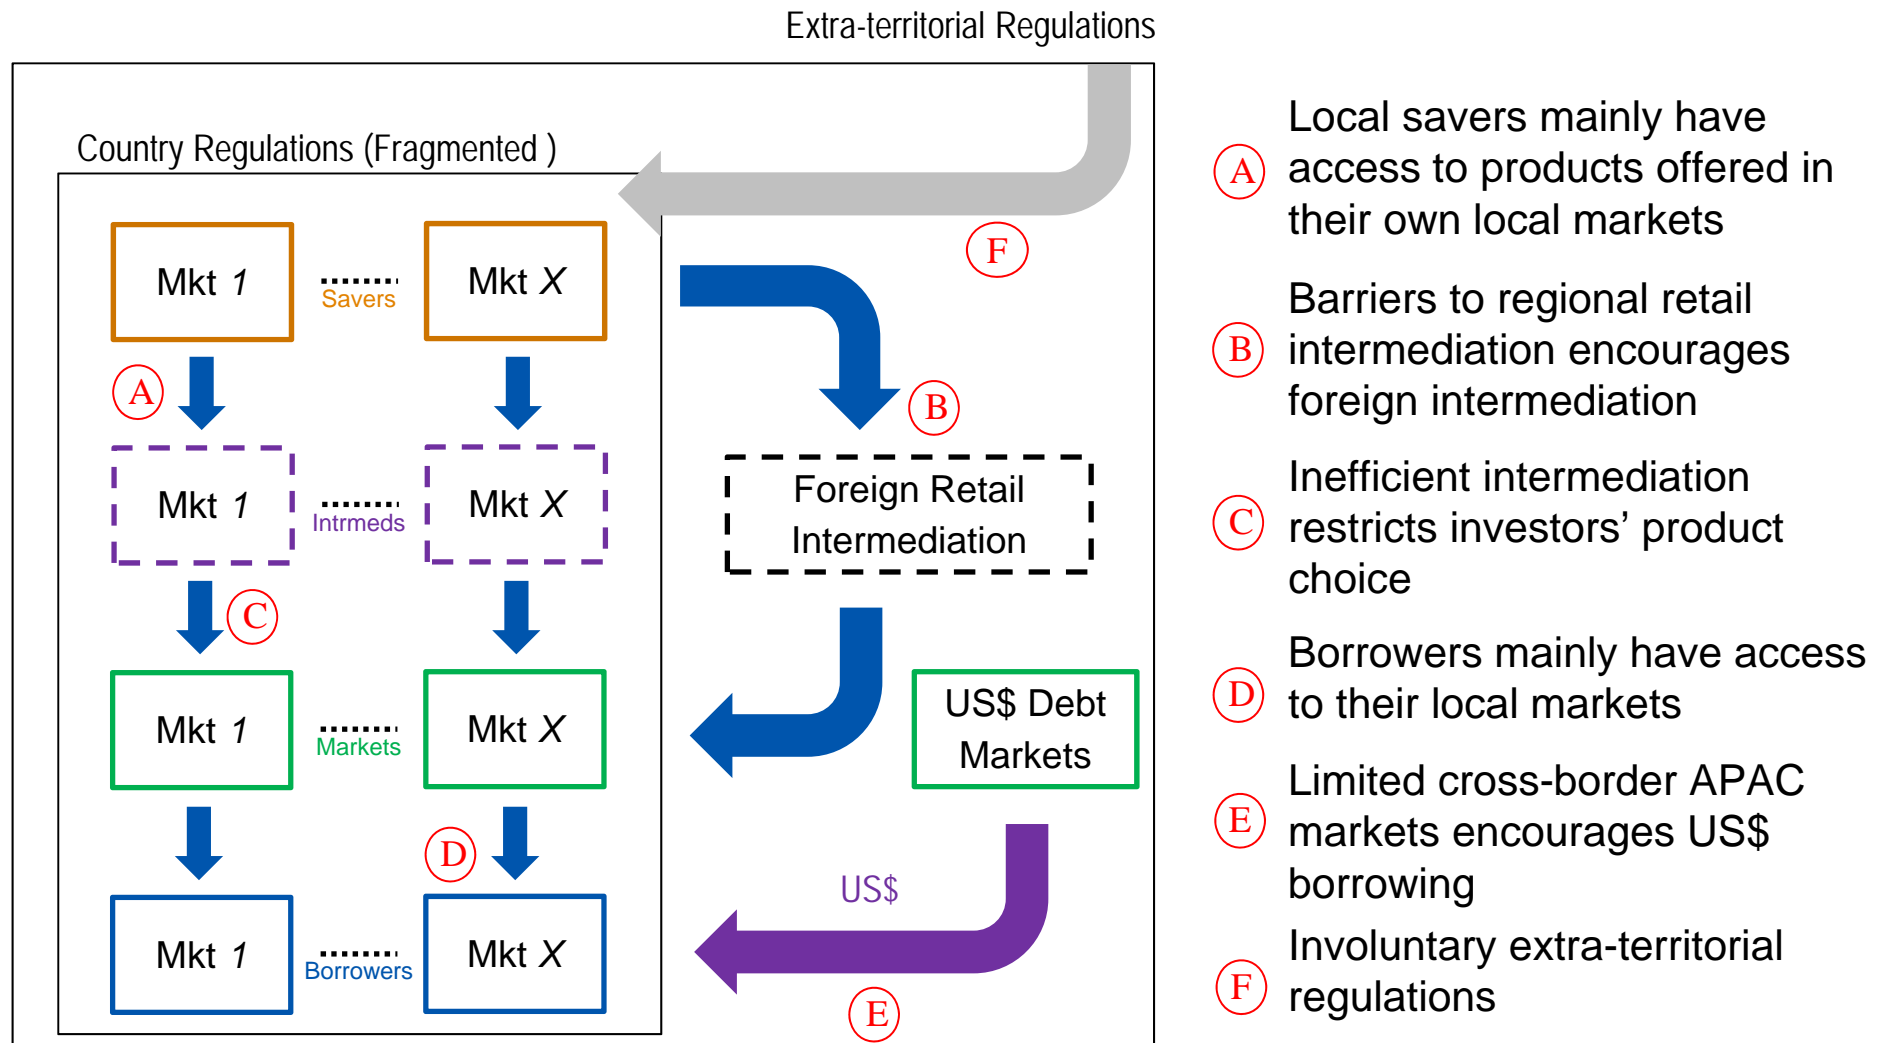 Extra-territorial Regulations
Country Regulations (Fragmented )
Mkt 1
Savers
Mkt X
F
A
B
Mkt 1
Intrmeds
Mkt X
Foreign Retail
Intermediation
C
Mkt 1
Markets
Mkt X
US$ Debt
Markets
D
US$
Mkt 1
Borrowers
Mkt X
E
A
Local savers mainly have
access to products offered in
their own local markets
B
Barriers to regional retail
intermediation encourages
foreign intermediation
C
Inefficient intermediation
restricts investors’ product
choice
D
Borrowers mainly have access
to their local markets
E
Limited cross-border APAC
markets encourages US$
borrowing
F
Involuntary extra-territorial
regulations